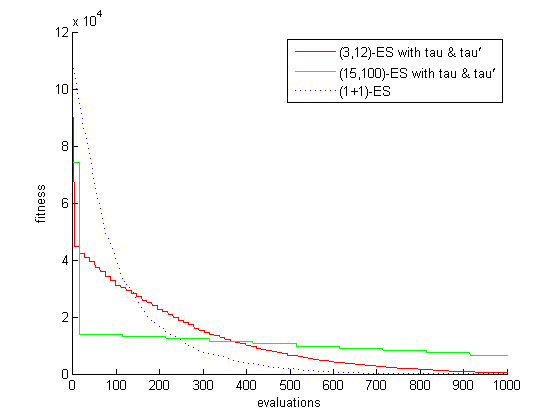 x 10^4
12
10
8
6
4
2
0
fitness
0 100 200 300 400 500 600 700 800 900 1000
evaluations
(3,12)-ES with tau & tau′
(15,100)-ES with tau & tau′
(1+1)-ES